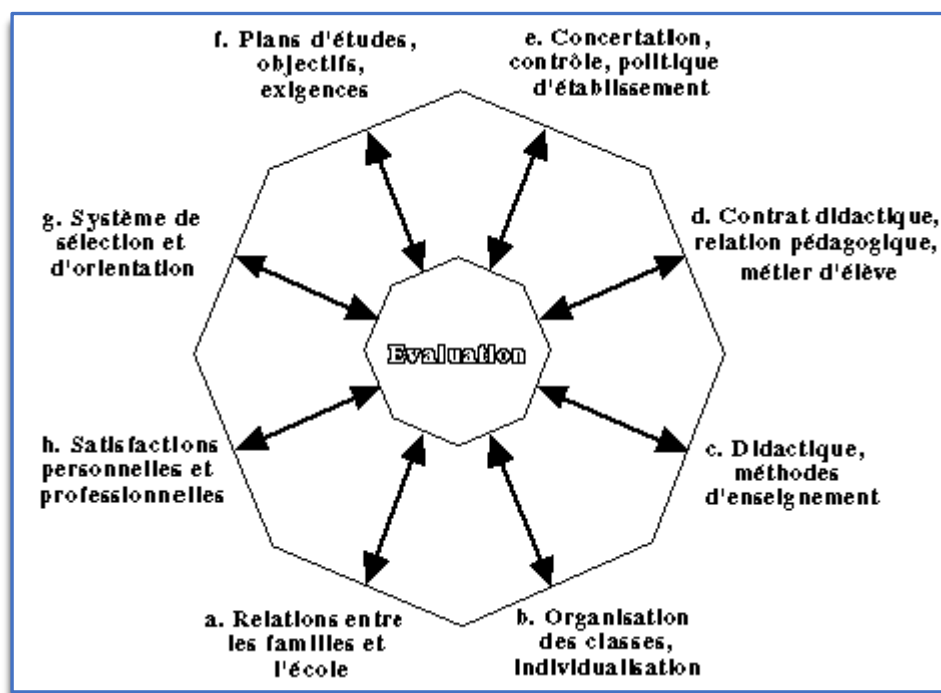 f. Plans d'études,
objectifs,
exigences
e. Concertation,
contrôle, politique
d'établissement
g. Système de
sélection et
d'orientation
d. Contrat didactique,
relation pédagogique,
métier d'élève
Evaluation
h. Satisfactions
personnelles et
professionnelles
c. Didactique,
méthodes
d'enseignement
a. Relations entre
les familles et
l'école
b. Organisation
des classes,
individualisation